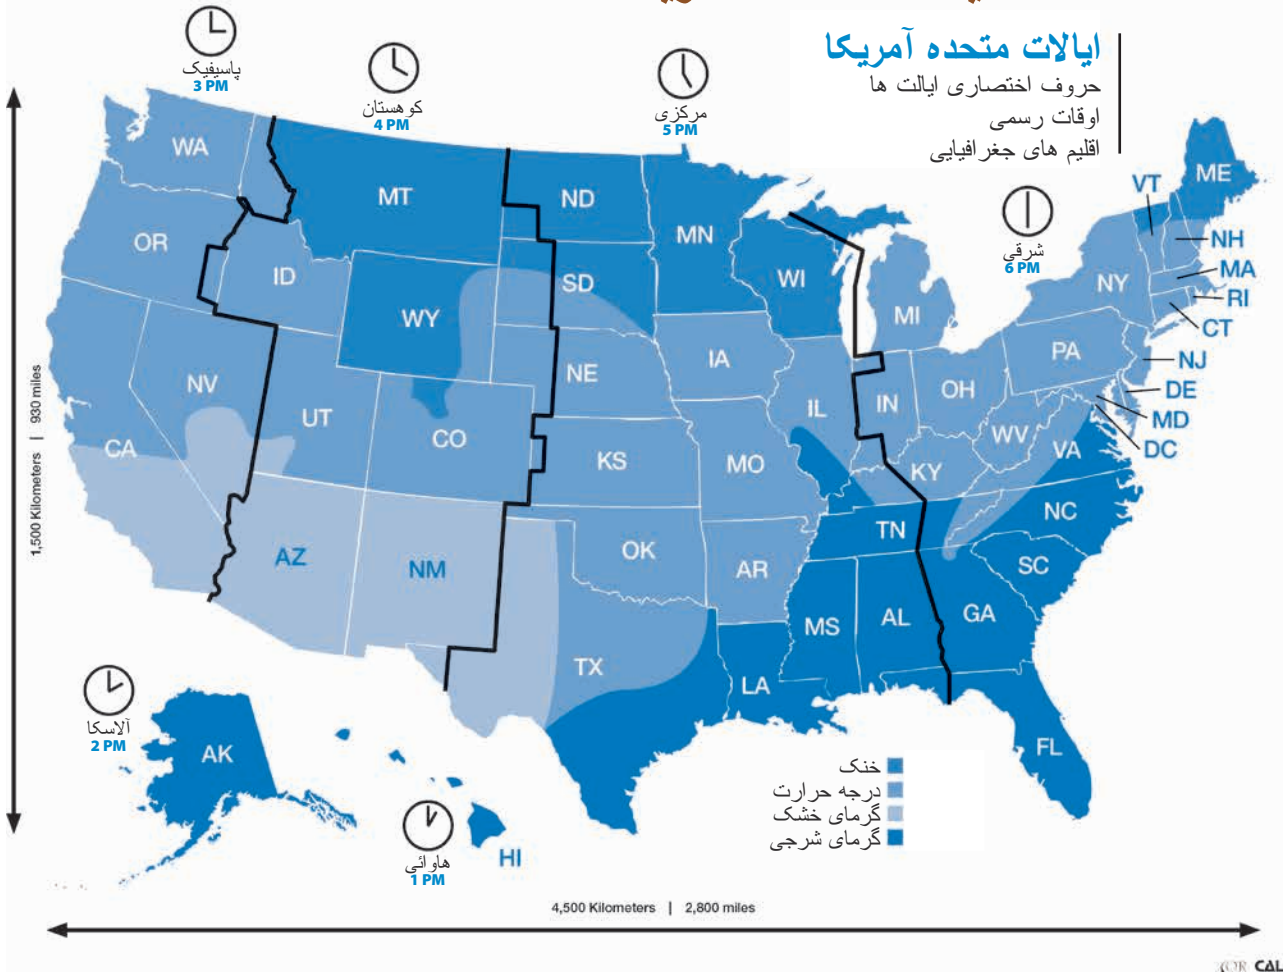 ایالات متحده آمریکا
حروف اختصاری ایالت ها
اوقات رسمی
اقلیم های جغرافیایی
پاسیفیک
3 PM
کوهستان
4 PM
مرکزی
5 PM
شرقی
6 PM
WA
MT
ND
MN
VT
ME
OR
ID
SD
WI
MI
NY
NH
MA
RI
CT
WY
NV
UT
CO
NE
IA
IL
IN
OH
PA
NJ
DE
MD
DC
CA
KS
MO
KY
WV
VA
AZ
NM
OK
AR
TN
NC
SC
TX
LA
MS
AL
GA
FL
1,500 Kilometers | 930 miles
آلاسکا
2 PM
AK
هاوائی
1 PM
HI
خنک
درجه حرارت
گرمای خشک
گرمای شرجی
4,500 Kilometers | 2,800 miles
CAL